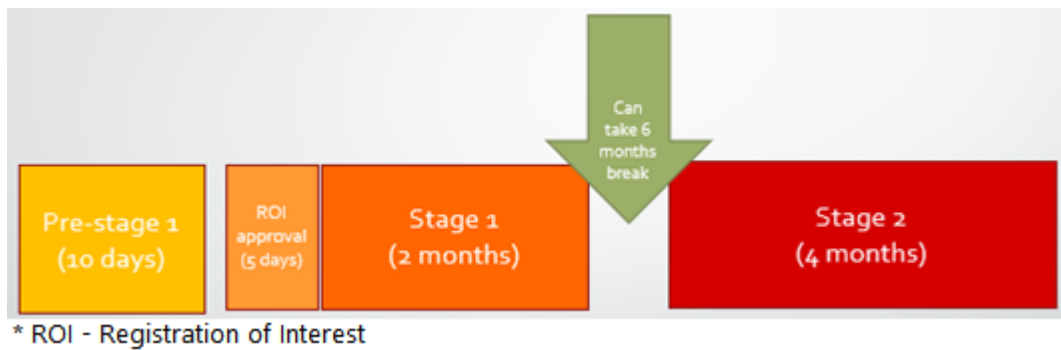 Can
take 6
months
break
Pre-stage 1
(10 days)
ROI
approval
(5 days)
Stage 1
(2 months)
Stage 2
(4 months)
* ROI - Registration of Interest